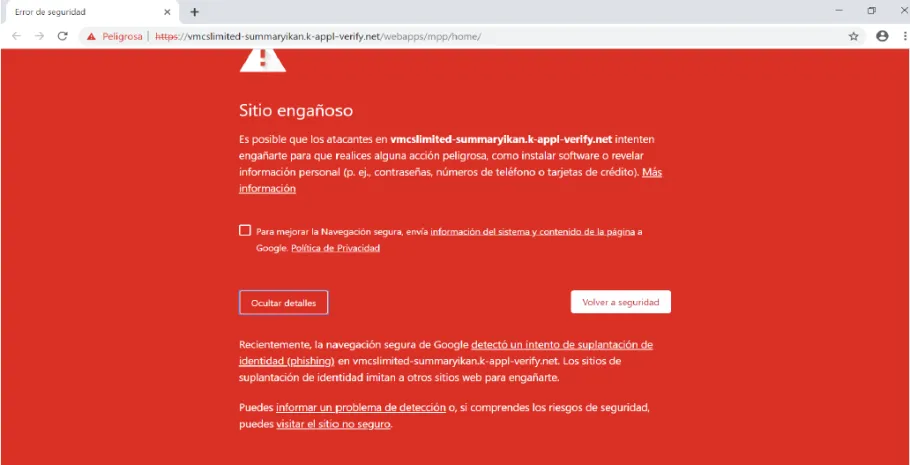 Error de seguridad
Peligrosa | https://vmcslimited-summaryikan.k-appl-verify.net/webapps/mpp/home/
Sitio engañoso
Es posible que los atacantes en vmcslimited-summaryikan.k-appl-verify.net intenten
engañarte para que realices alguna acción peligrosa, como instalar software o revelar
información personal (p. ej., contraseñas, números de teléfono o tarjetas de crédito). Más
información
Para mejorar la Navegación segura, envía información del sistema y contenido de la página a
Google. Política de Privacidad
Ocultar detalles
Volver a seguridad
Recientemente, la navegación segura de Google detectó un intento de suplantación de
identidad (phishing) en vmcslimited-summaryikan.k-appl-verify.net. Los sitios de
suplantación de identidad imitan a otros sitios web para engañarte.
Puedes informar un problema de detección o, si comprendes los riesgos de seguridad,
puedes visitar el sitio no seguro.